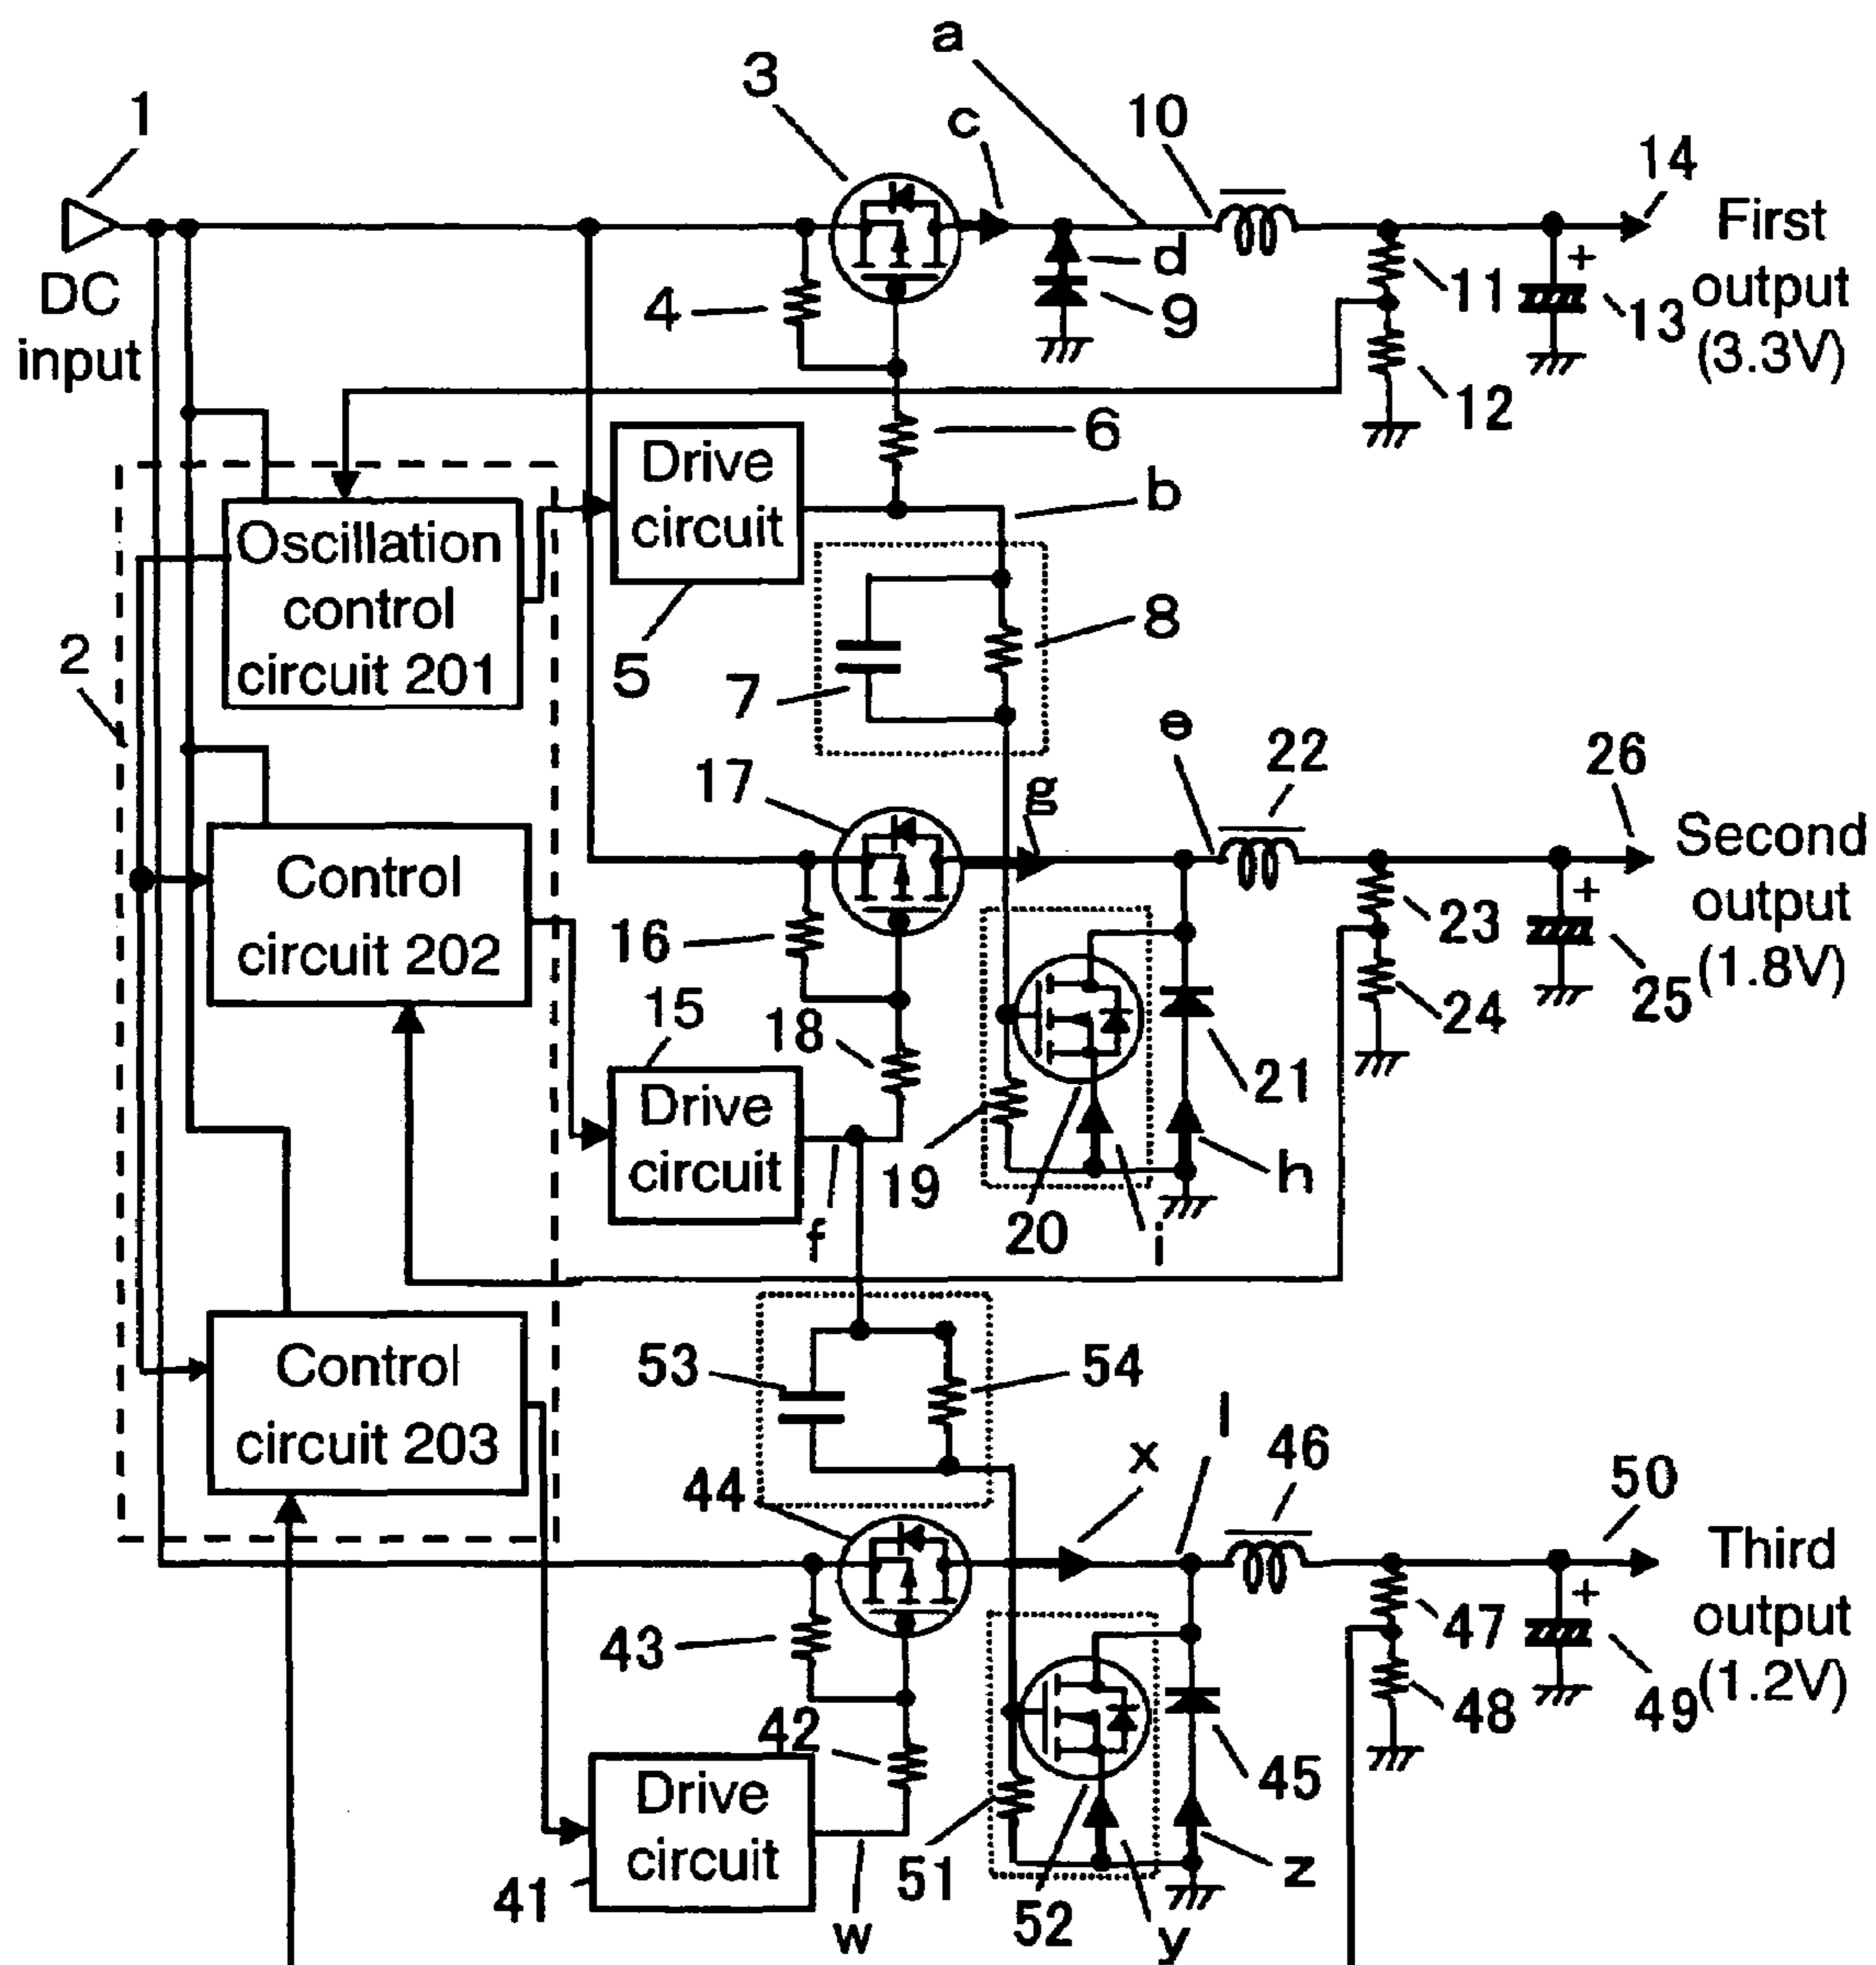 a
3
1
c
10
14
First
output
(3.3V)
DC
input
d
4
9
11
13
12
6
Drive
circuit
b
Oscillation
control
circuit 201
2
5
8
7
e
22
26
17
g
Second
output
(1.8V)
Control
circuit 202
16
23
25
15
18
24
21
Drive
circuit
19
h
f
20
i
Control
circuit 203
53
54
l
x
46
50
44
Third
output
(1.2V)
43
47
49
42
48
45
Drive
circuit
51
z
41
52
w
y